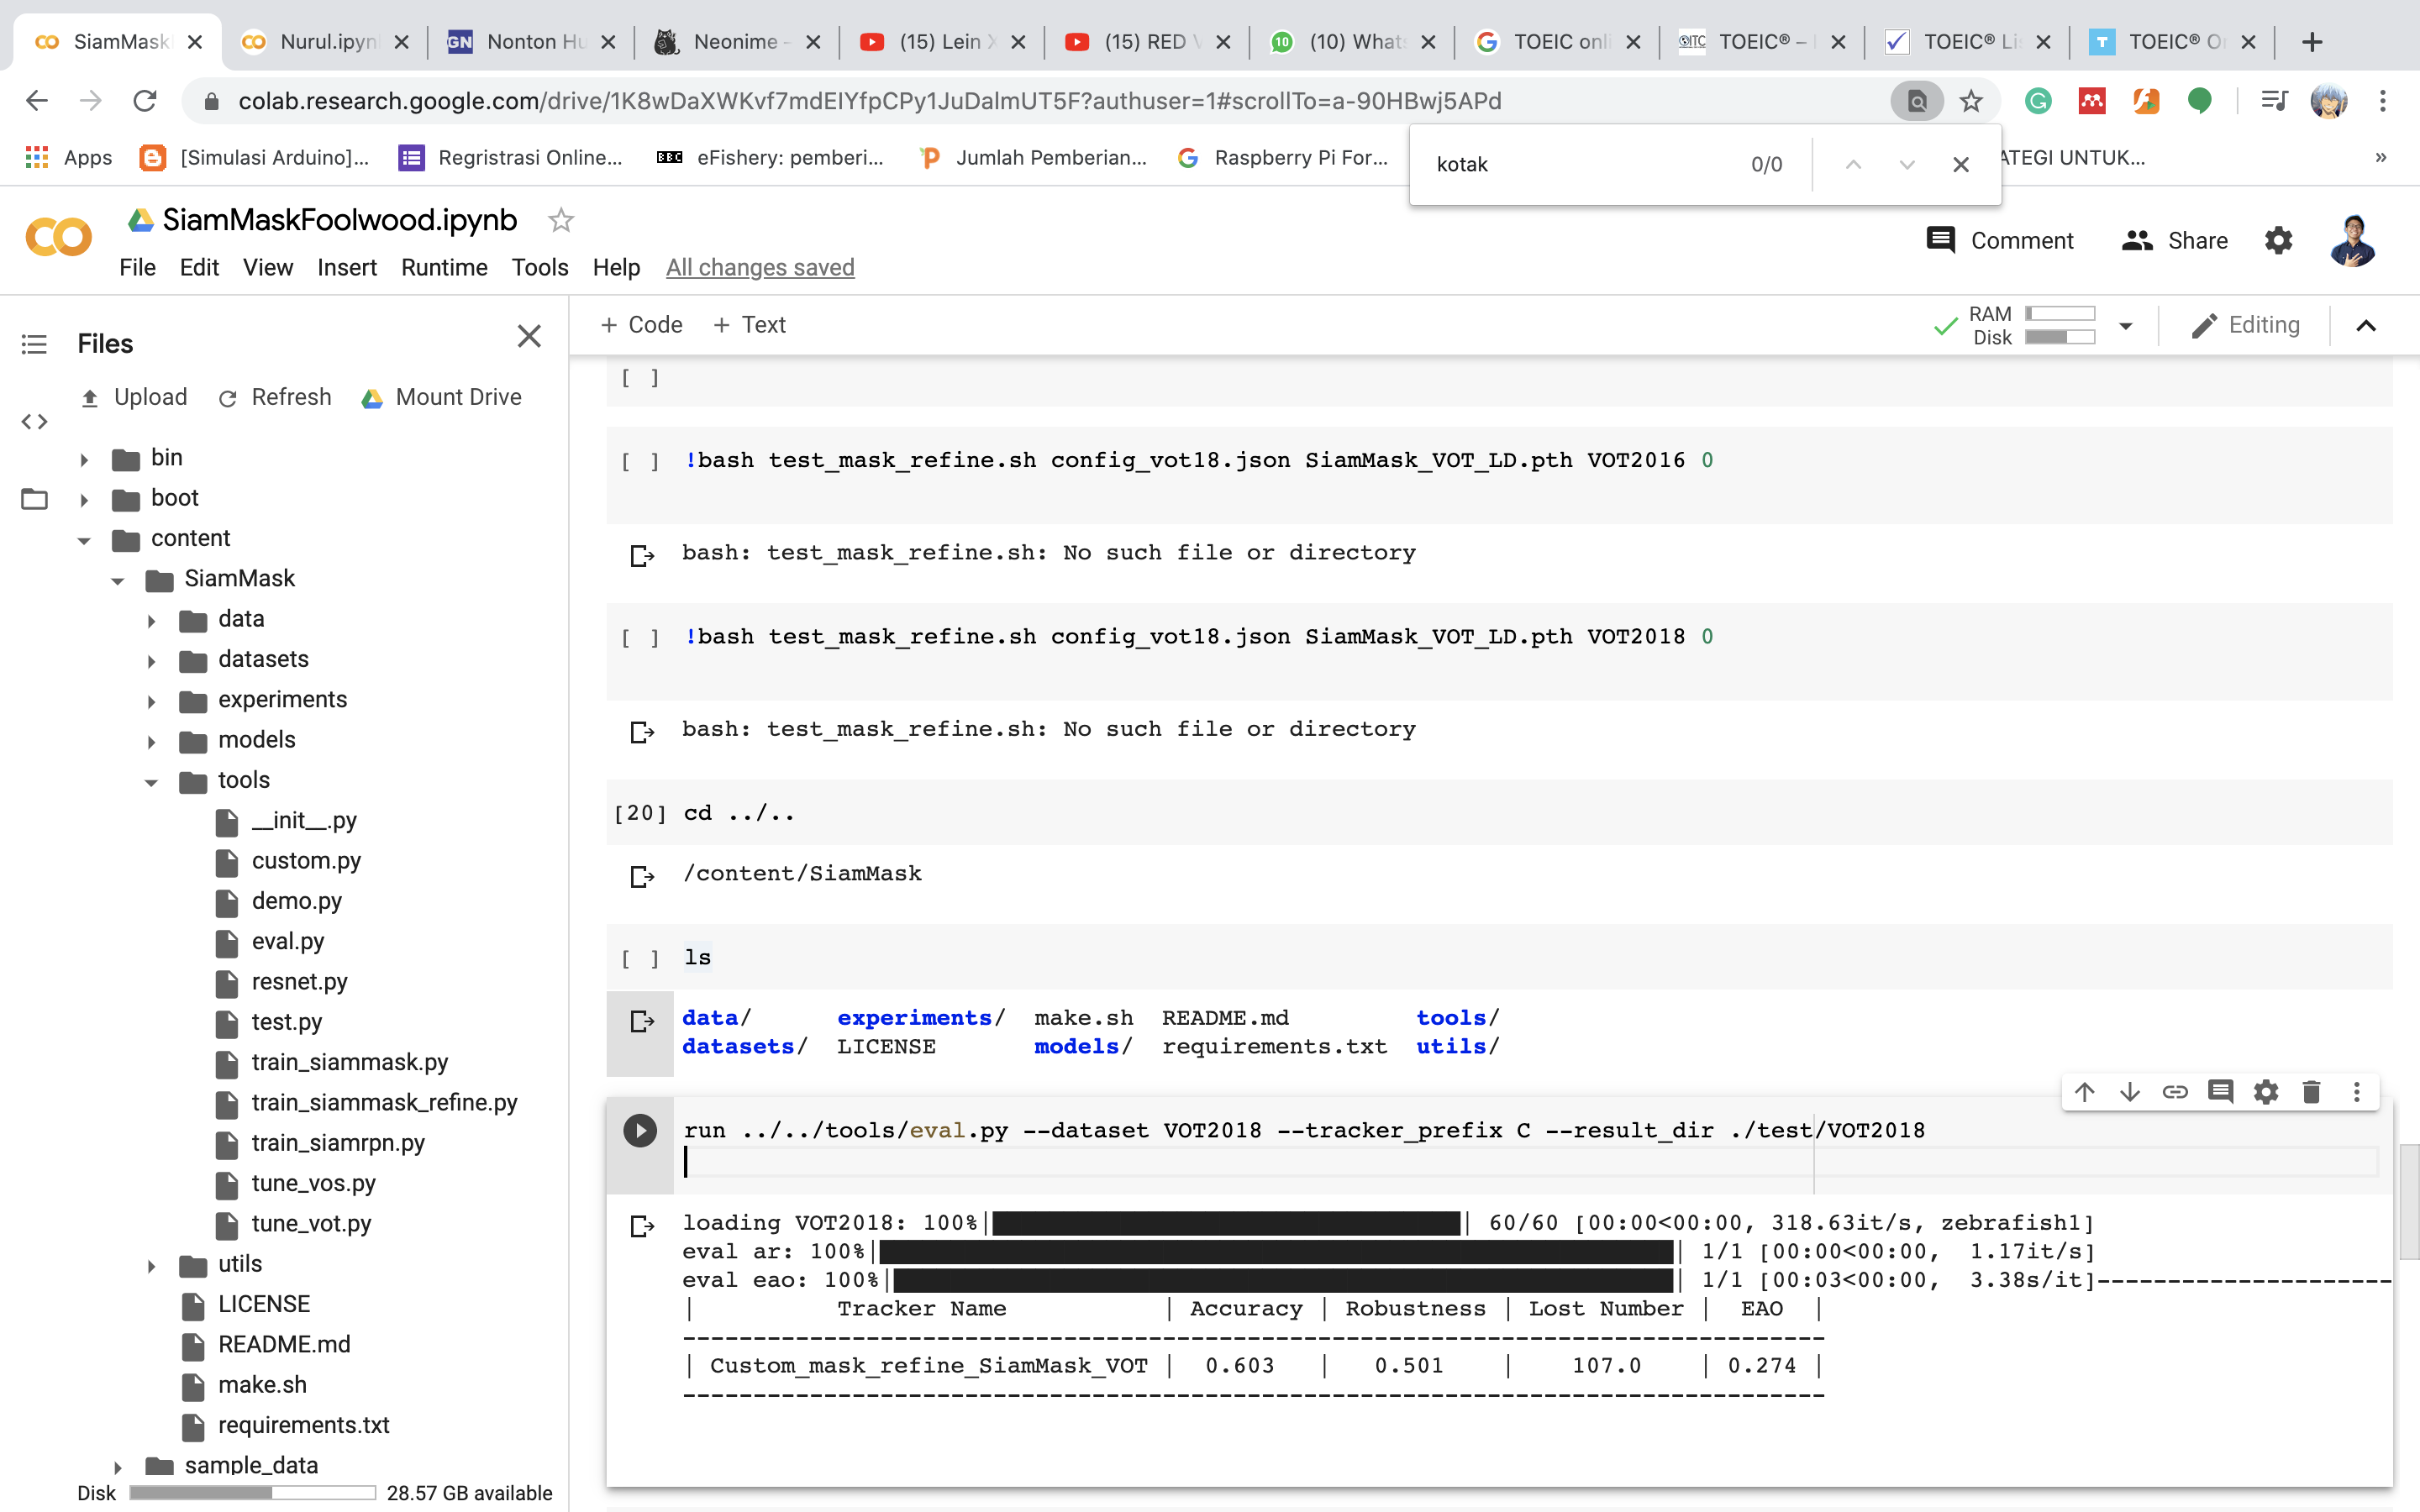 SiamMask
Nurul.ipyn
GN Nonton Hu
Neonime -
(15) Lein X
(15) RED V
10 (10) Whats
TOEIC onli
TOEIC® –
TOEIC® Li
T TOEIC® O
colab.research.google.com/drive/1K8wDaXWKvf7mdEIYfpCPy1JuDalmUT5F?authuser=1#scrollTo=a-90HBwj5APd
Apps
[Simulasi Arduino]...
Regristrasi Online...
BBC eFishery: pemberi...
Jumlah Pemberian...
Raspberry Pi For...
ATEGI UNTUK...
»
kotak 0/0
SiamMaskFoolwood.ipynb
Comment
Share
File Edit View Insert Runtime Tools Help All changes saved
+ Code + Text
RAM
Disk
Editing
Files
Upload Refresh Mount Drive
bin
boot
content
SiamMask
data
datasets
experiments
models
tools
__init__.py
custom.py
demo.py
eval.py
resnet.py
test.py
train_siammask.py
train_siammask_refine.py
train_siamrpn.py
tune_vos.py
tune_vot.py
utils
LICENSE
README.md
make.sh
requirements.txt
sample_data
Disk 28.57 GB available
[ ]
[ ] !bash test_mask_refine.sh config_vot18.json SiamMask_VOT_LD.pth VOT2016 0
bash: test_mask_refine.sh: No such file or directory
[ ] !bash test_mask_refine.sh config_vot18.json SiamMask_VOT_LD.pth VOT2018 0
bash: test_mask_refine.sh: No such file or directory
[20] cd ../..
/content/SiamMask
[ ] ls
data/ experiments/ make.sh README.md tools/
datasets/ LICENSE models/ requirements.txt utils/
run ../../tools/eval.py --dataset VOT2018 --tracker_prefix C --result_dir ./test/VOT2018
loading VOT2018: 100%|██████████| 60/60 [00:00<00:00, 318.63it/s, zebrafish1]
eval ar: 100%|██████████| 1/1 [00:00<00:00, 1.17it/s]
eval eao: 100%|██████████| 1/1 [00:03<00:00, 3.38s/it]---------------------
| Tracker Name | Accuracy | Robustness | Lost Number | EAO |
--------------------------------------------------------------------------------
| Custom_mask_refine_SiamMask_VOT | 0.603 | 0.501 | 107.0 | 0.274 |
--------------------------------------------------------------------------------